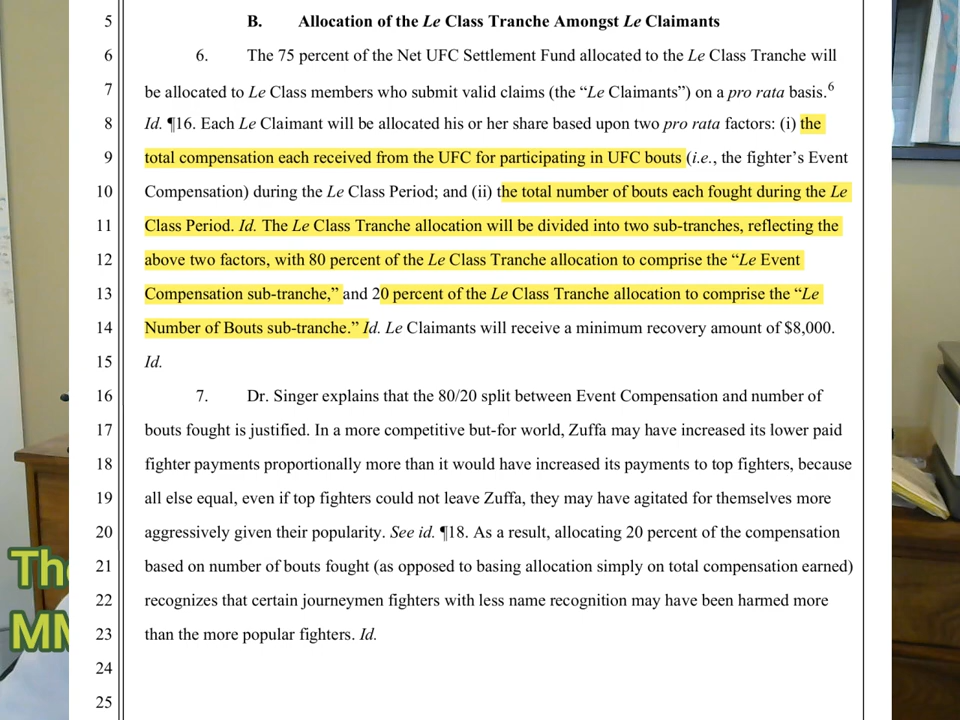 5 B. Allocation of the Le Class Tranche Amongst Le Claimants
6 6. The 75 percent of the Net UFC Settlement Fund allocated to the Le Class Tranche will
7 be allocated to Le Class members who submit valid claims (the “Le Claimants”) on a pro rata basis.6
8 Id. ¶16. Each Le Claimant will be allocated his or her share based upon two pro rata factors: (i) the
9 total compensation each received from the UFC for participating in UFC bouts (i.e., the fighter’s Event
10 Compensation) during the Le Class Period; and (ii) the total number of bouts each fought during the Le
11 Class Period. Id. The Le Class Tranche allocation will be divided into two sub-tranches, reflecting the
12 above two factors, with 80 percent of the Le Class Tranche allocation to comprise the “Le Event
13 Compensation sub-tranche,” and 20 percent of the Le Class Tranche allocation to comprise the “Le
14 Number of Bouts sub-tranche.” Id. Le Claimants will receive a minimum recovery amount of $8,000.
15 Id.
16 7. Dr. Singer explains that the 80/20 split between Event Compensation and number of
17 bouts fought is justified. In a more competitive but-for world, Zuffa may have increased its lower paid
18 fighter payments proportionally more than it would have increased its payments to top fighters, because
19 all else equal, even if top fighters could not leave Zuffa, they may have agitated for themselves more
20 aggressively given their popularity. See id. ¶18. As a result, allocating 20 percent of the compensation
21 based on number of bouts fought (as opposed to basing allocation simply on total compensation earned)
22 recognizes that certain journeymen fighters with less name recognition may have been harmed more
23 than the more popular fighters. Id.
24
25
The
MM